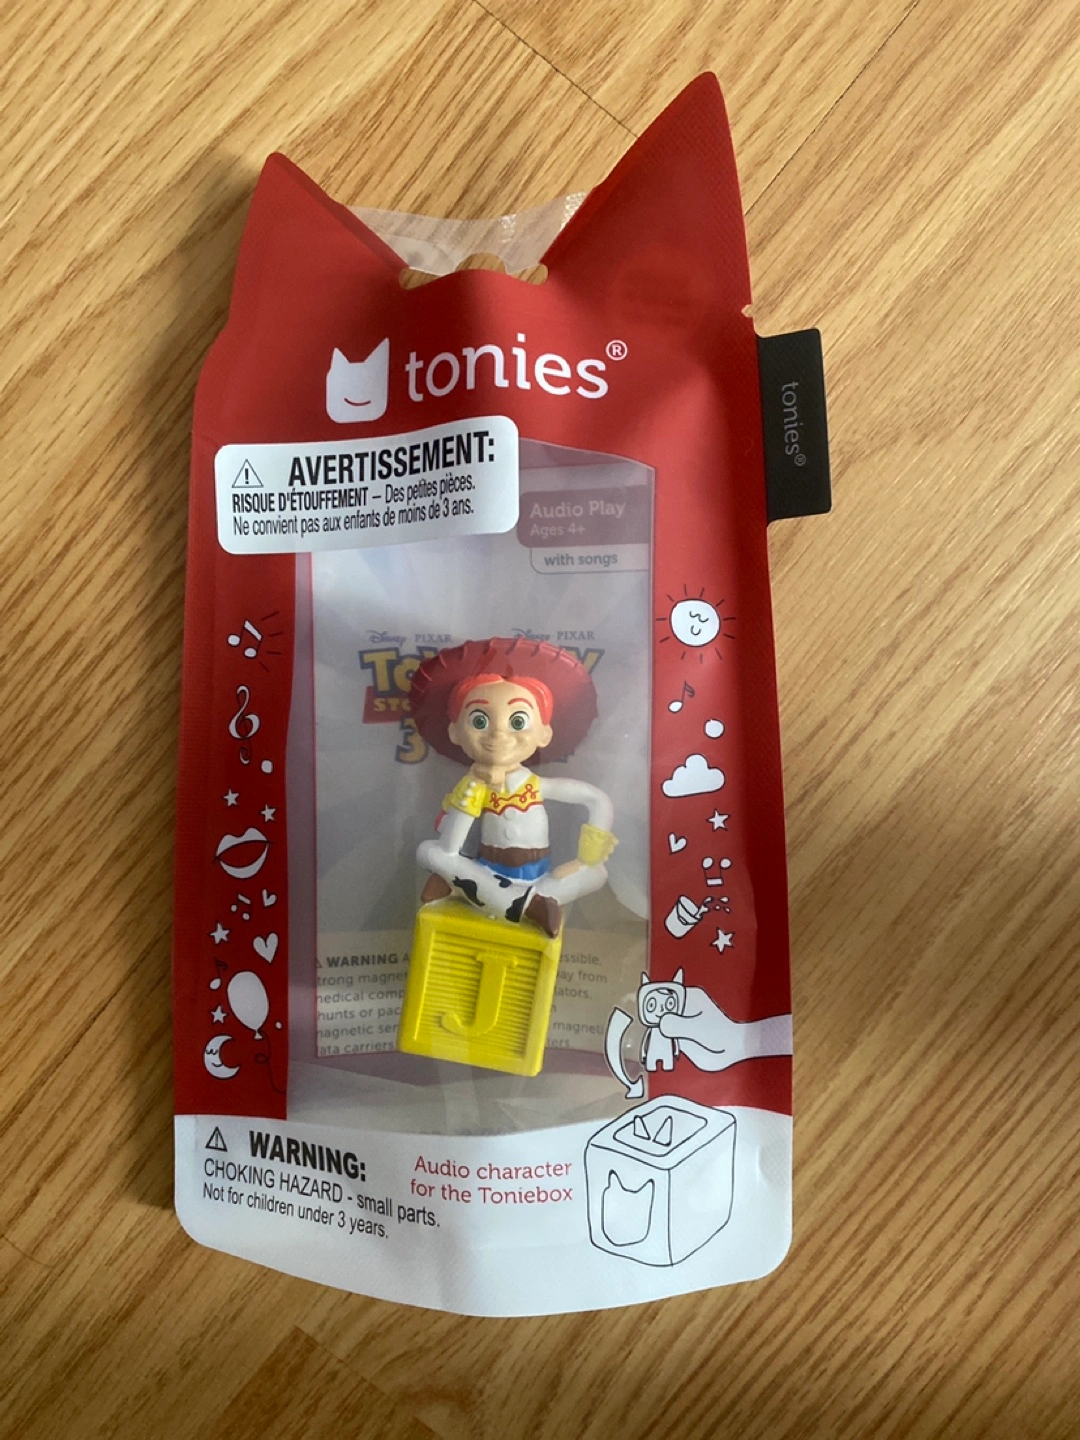 tonies®
tonies®
AVERTISSEMENT:
RISQUE D'ÉTOUFFEMENT – Des petites pièces.
Ne convient pas aux enfants de moins de 3 ans.
Audio Play
Ages 4+
with songs
Disney PIXAR
Disney PIXAR
3
J
WARNING
medical
magnetic
WARNING:
CHOKING HAZARD - small parts.
Not for children under 3 years.
Audio character
for the Toniebox